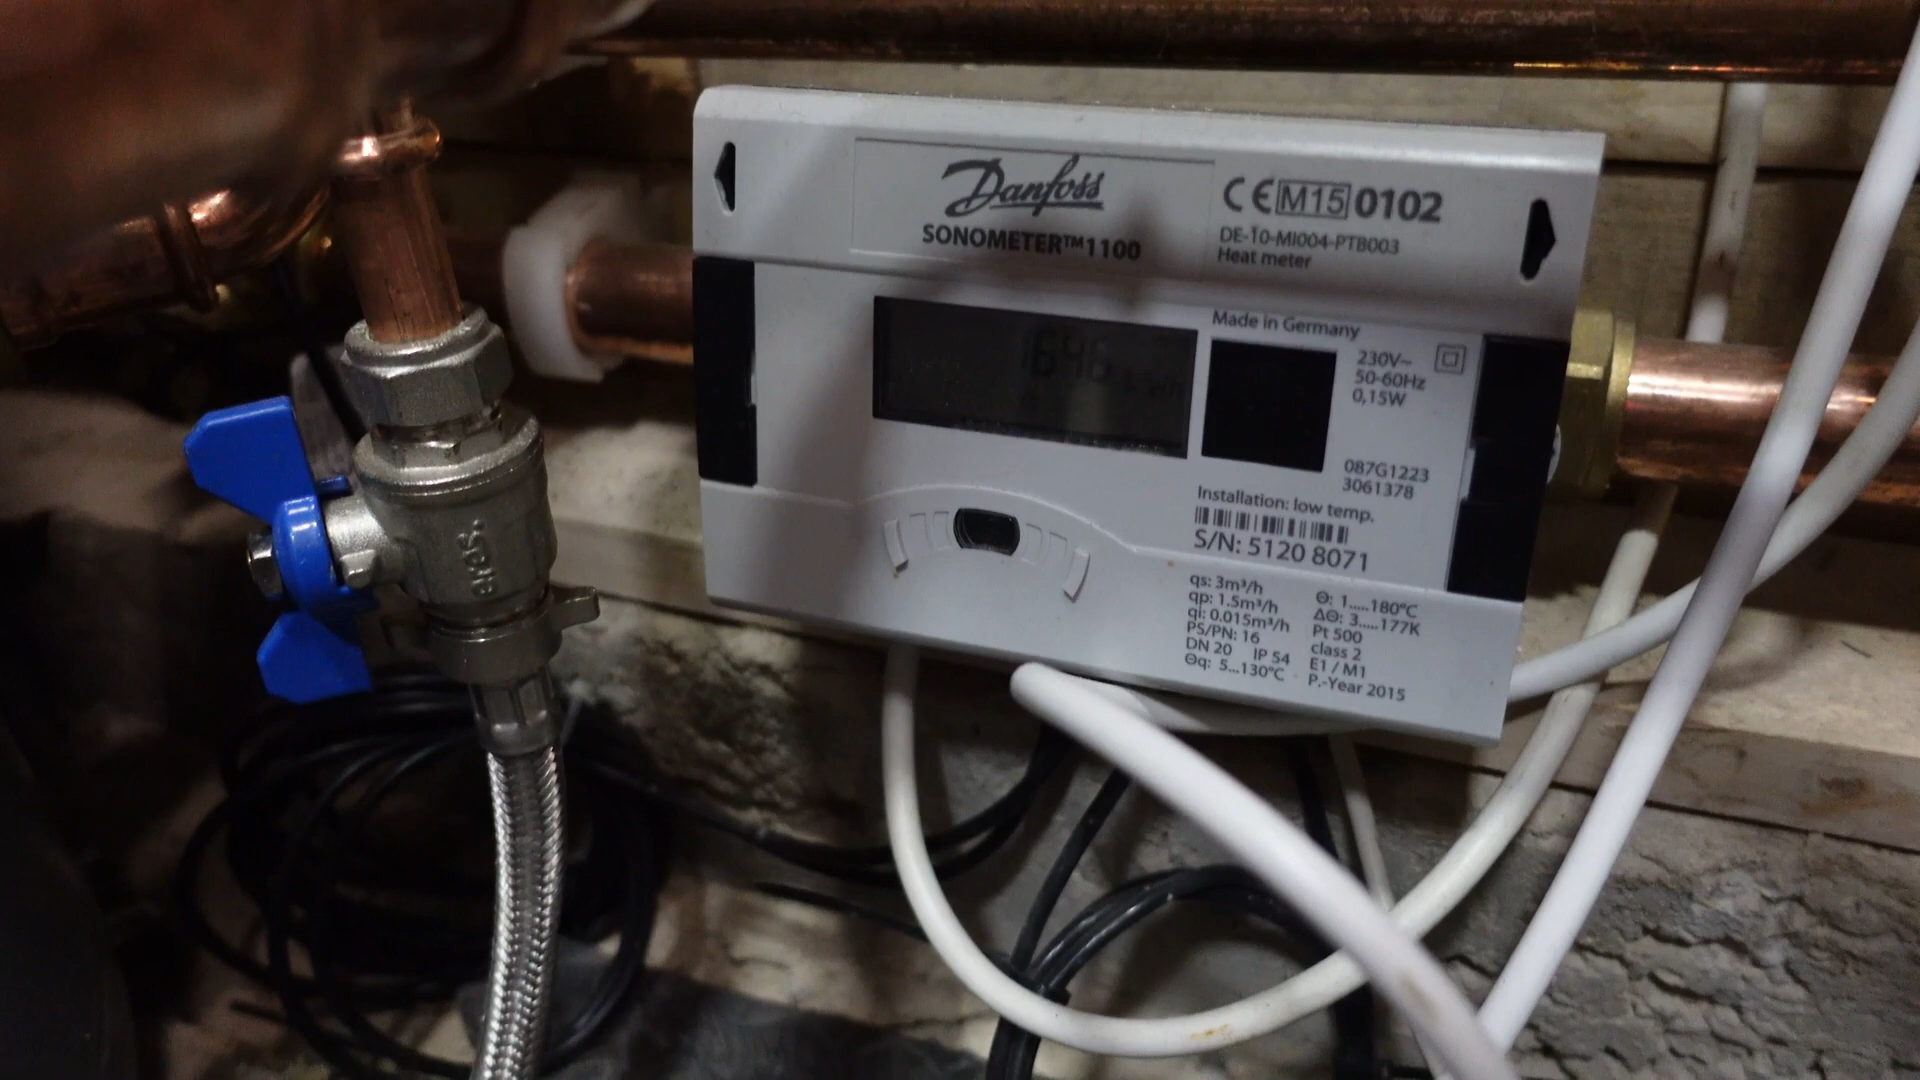 Danfoss
SONOMETER™1100
CE M15 0102
DE-10-MI004-PTB003
Heat meter
Made in Germany
230V~
50-60Hz
0,15W
087G1223
3061378
Installation: low temp.
S/N: 5120 8071
qs: 3m³/h
qp: 1.5m³/h
qi: 0.015m³/h
PS/PN: 16
DN 20 IP 54
Θq: 5...130°C
Θ: 1.....180°C
ΔΘ: 3.....177K
Pt 500
class 2
E1 / M1
P.-Year 2015